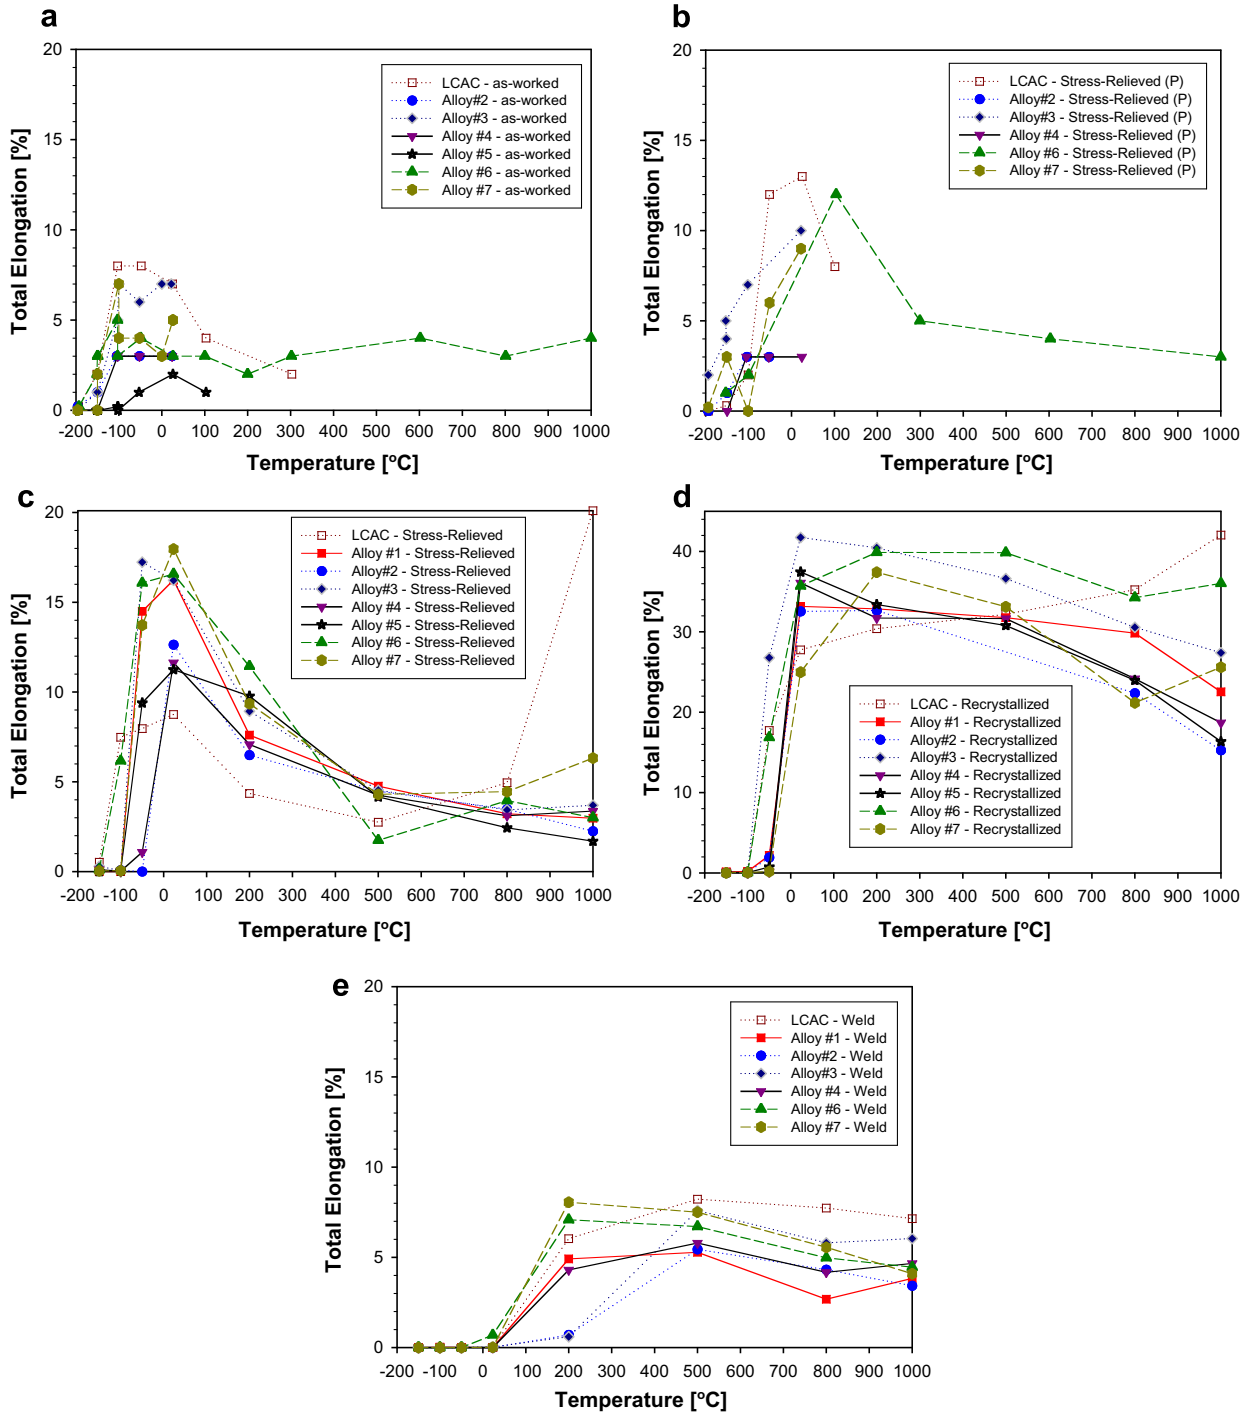 a
20
15
10
5
0
Total Elongation [%]
LCAC - as-worked
Alloy#2 - as-worked
Alloy#3 - as-worked
Alloy #4 - as-worked
Alloy #5 - as-worked
Alloy #6 - as-worked
Alloy #7 - as-worked
-200 -100 0 100 200 300 400 500 600 700 800 900 1000
Temperature [ºC]
b
20
15
10
5
0
Total Elongation [%]
LCAC - Stress-Relieved (P)
Alloy#2 - Stress-Relieved (P)
Alloy#3 - Stress-Relieved (P)
Alloy #4 - Stress-Relieved (P)
Alloy #6 - Stress-Relieved (P)
Alloy #7 - Stress-Relieved (P)
-200 -100 0 100 200 300 400 500 600 700 800 900 1000
Temperature [ºC]
c
20
15
10
5
0
Total Elongation [%]
LCAC - Stress-Relieved
Alloy #1 - Stress-Relieved
Alloy#2 - Stress-Relieved
Alloy#3 - Stress-Relieved
Alloy #4 - Stress-Relieved
Alloy #5 - Stress-Relieved
Alloy #6 - Stress-Relieved
Alloy #7 - Stress-Relieved
-200 -100 0 100 200 300 400 500 600 700 800 900 1000
Temperature [ºC]
d
40
30
20
10
0
Total Elongation [%]
LCAC - Recrystallized
Alloy #1 - Recrystallized
Alloy#2 - Recrystallized
Alloy#3 - Recrystallized
Alloy #4 - Recrystallized
Alloy #5 - Recrystallized
Alloy #6 - Recrystallized
Alloy #7 - Recrystallized
-200 -100 0 100 200 300 400 500 600 700 800 900 1000
Temperature [ºC]
e
20
15
10
5
0
Total Elongation [%]
LCAC - Weld
Alloy #1 - Weld
Alloy#2 - Weld
Alloy#3 - Weld
Alloy #4 - Weld
Alloy #6 - Weld
Alloy #7 - Weld
-200 -100 0 100 200 300 400 500 600 700 800 900 1000
Temperature [ºC]